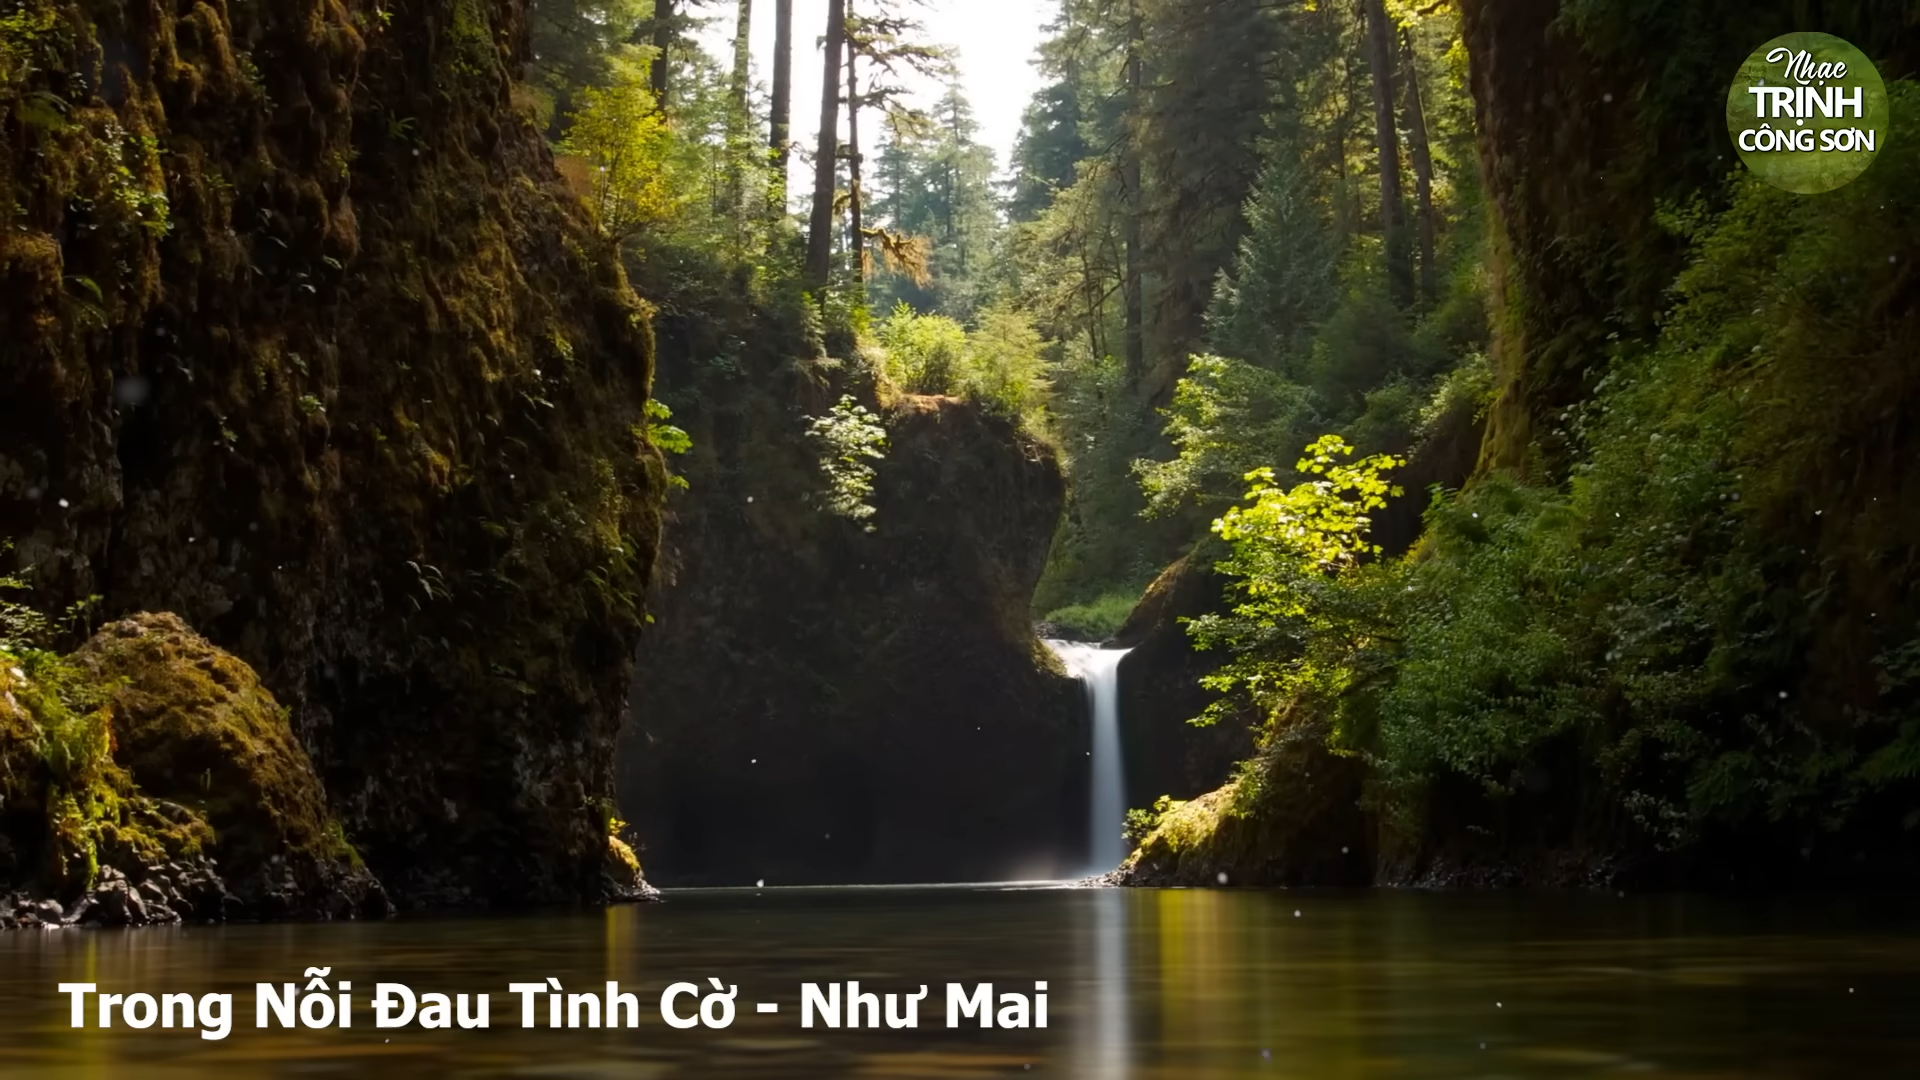 Nhạc
TRỊNH
CÔNG SƠN
Trong Nỗi Đau Tình Cờ - Như Mai